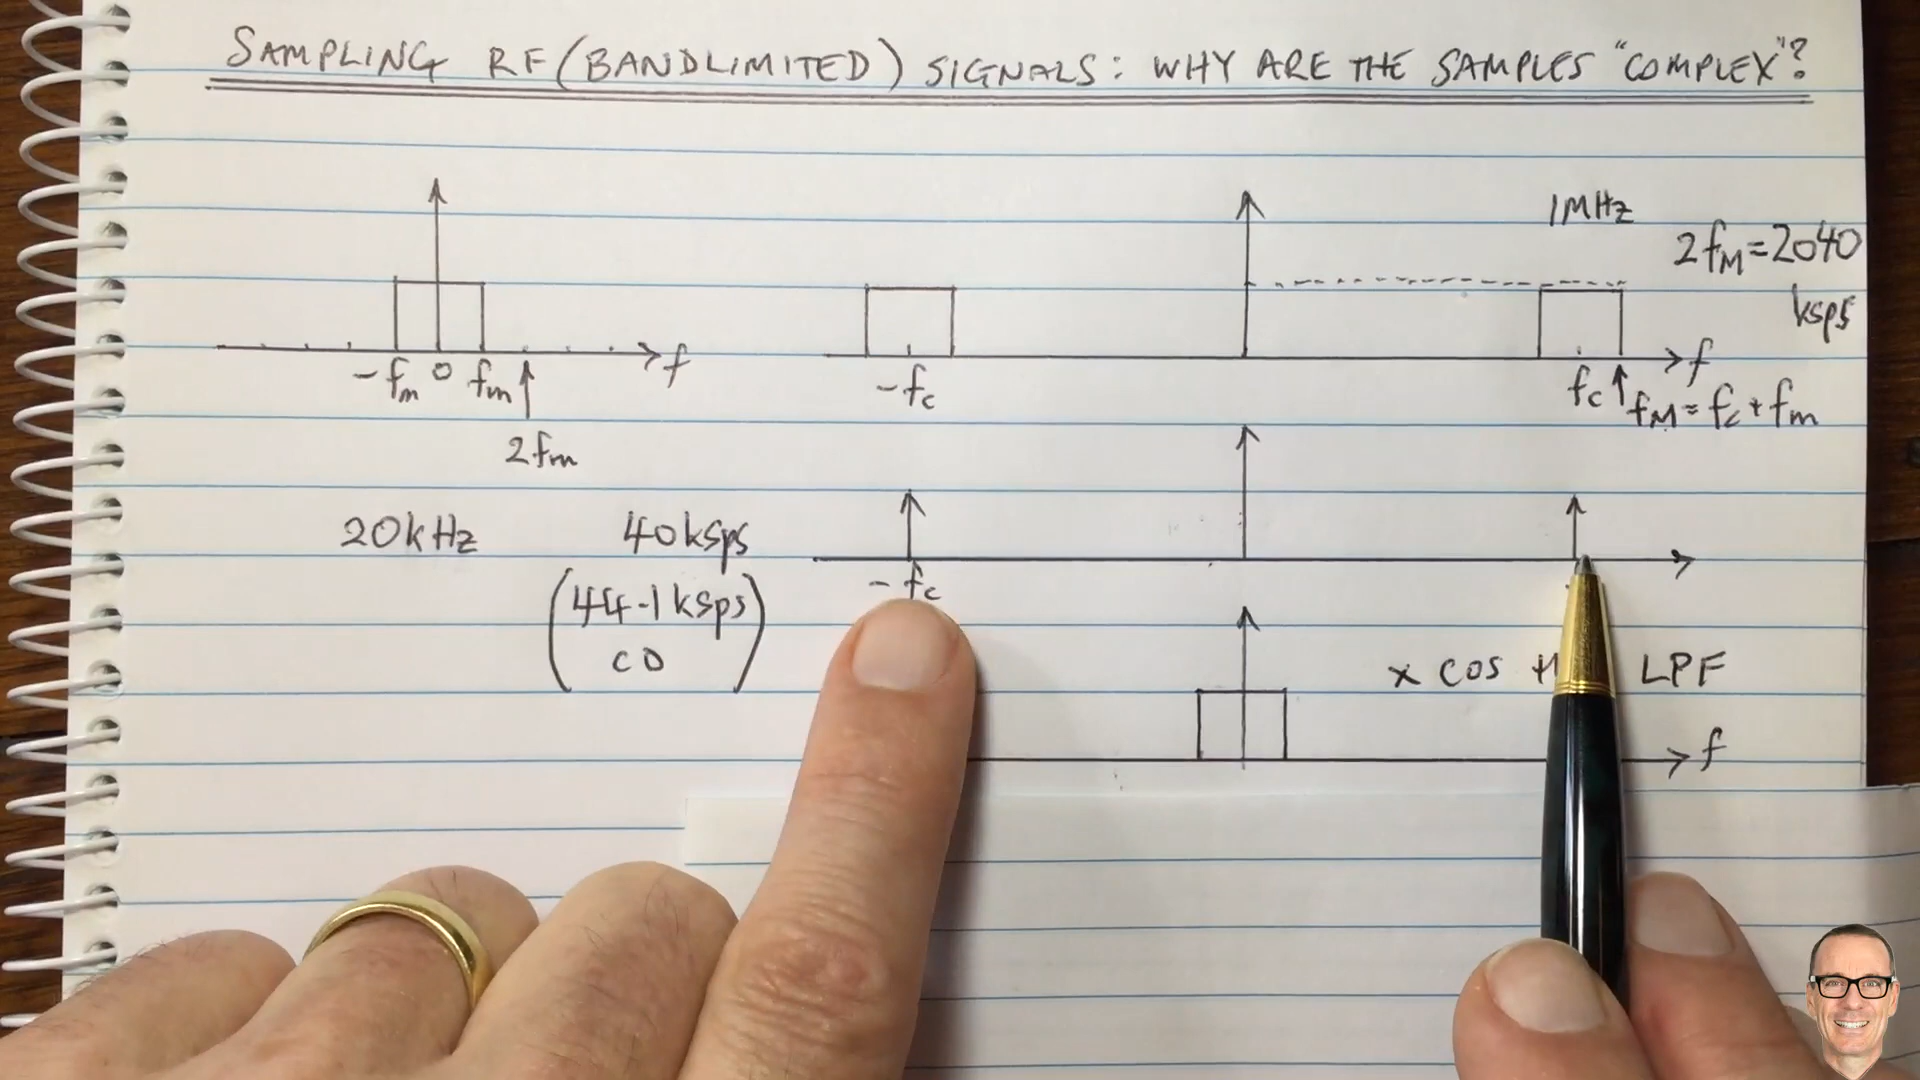 SAMPLING RF (BANDLIMITED) SIGNALS: WHY ARE THE SAMPLES "COMPLEX"?
1MHz
2fM = 2040
ksps
-fm 0 fm
f
2fm
-fc
fc
fM = fc + fm
f
20kHz
40ksps
(44.1ksps)
CD
-fc
x cos
LPF
f